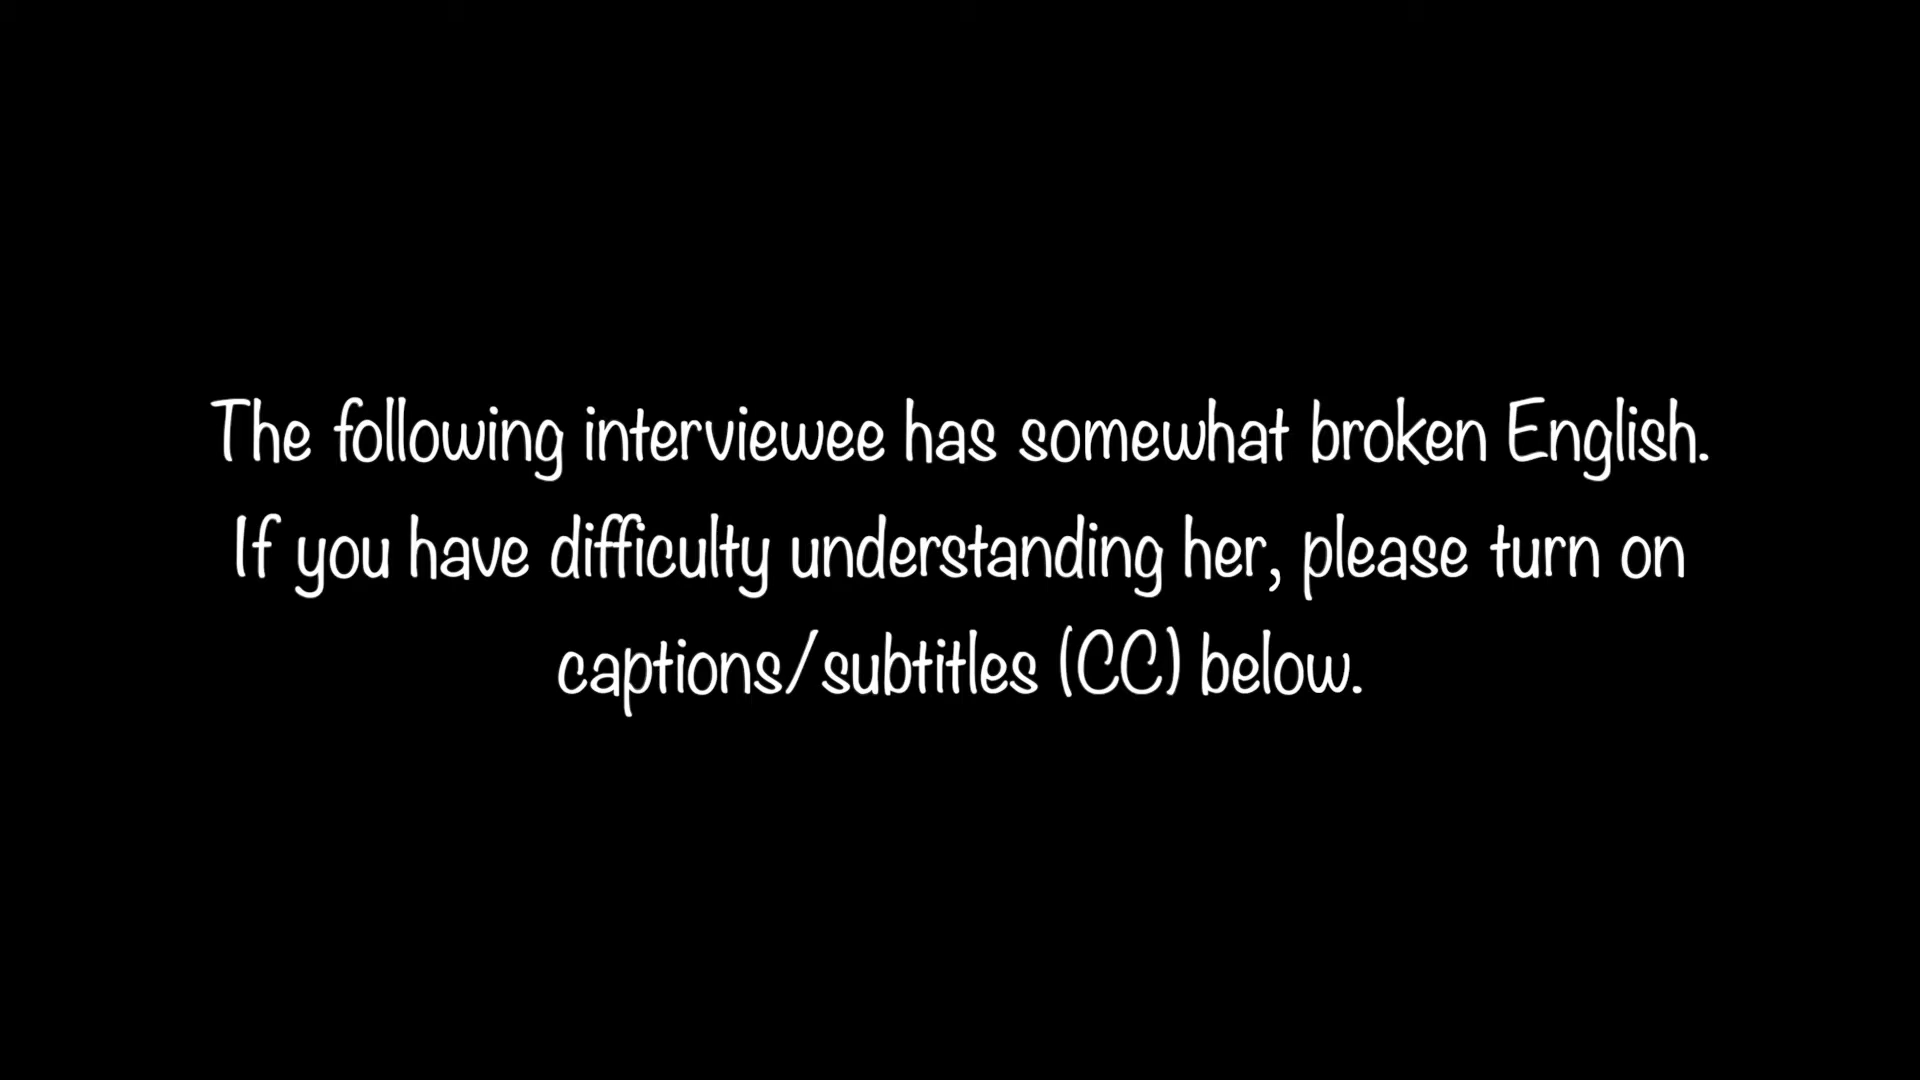 The following interviewee has somewhat broken English.
If you have difficulty understanding her, please turn on
captions/subtitles (CC) below.